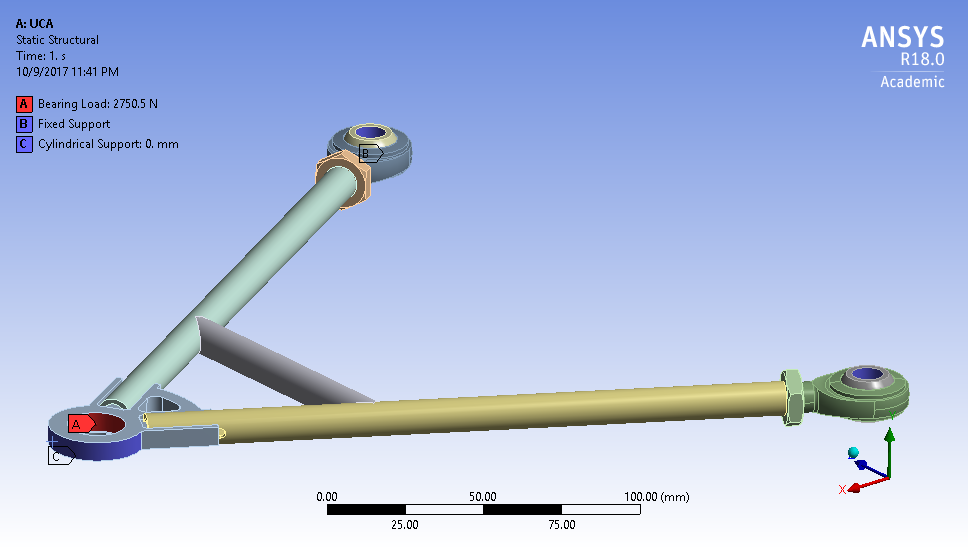 A: UCA
Static Structural
Time: 1. s
10/9/2017 11:41 PM
A Bearing Load: 2750.5 N
B Fixed Support
C Cylindrical Support: 0. mm
ANSYS
R18.0
Academic
B
A
C
X
0.00 50.00 100.00 (mm)
25.00 75.00